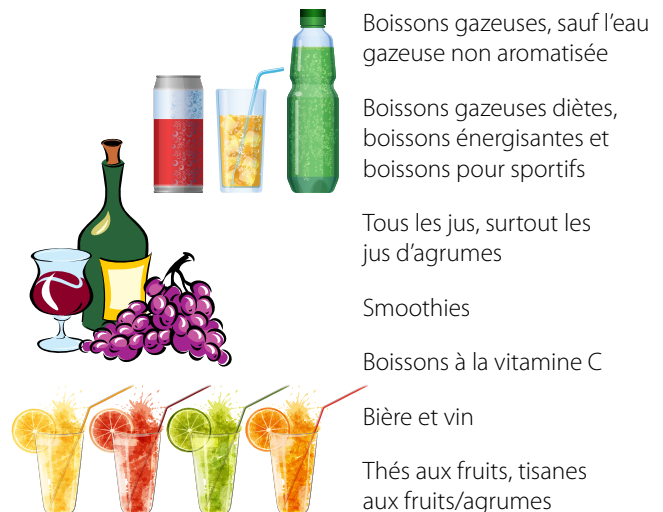 Boissons gazeuses, sauf l’eau
gazeuse non aromatisée
Boissons gazeuses diètes,
boissons énergisantes et
boissons pour sportifs
Tous les jus, surtout les
jus d’agrumes
Smoothies
Boissons à la vitamine C
Bière et vin
Thés aux fruits, tisanes
aux fruits/agrumes